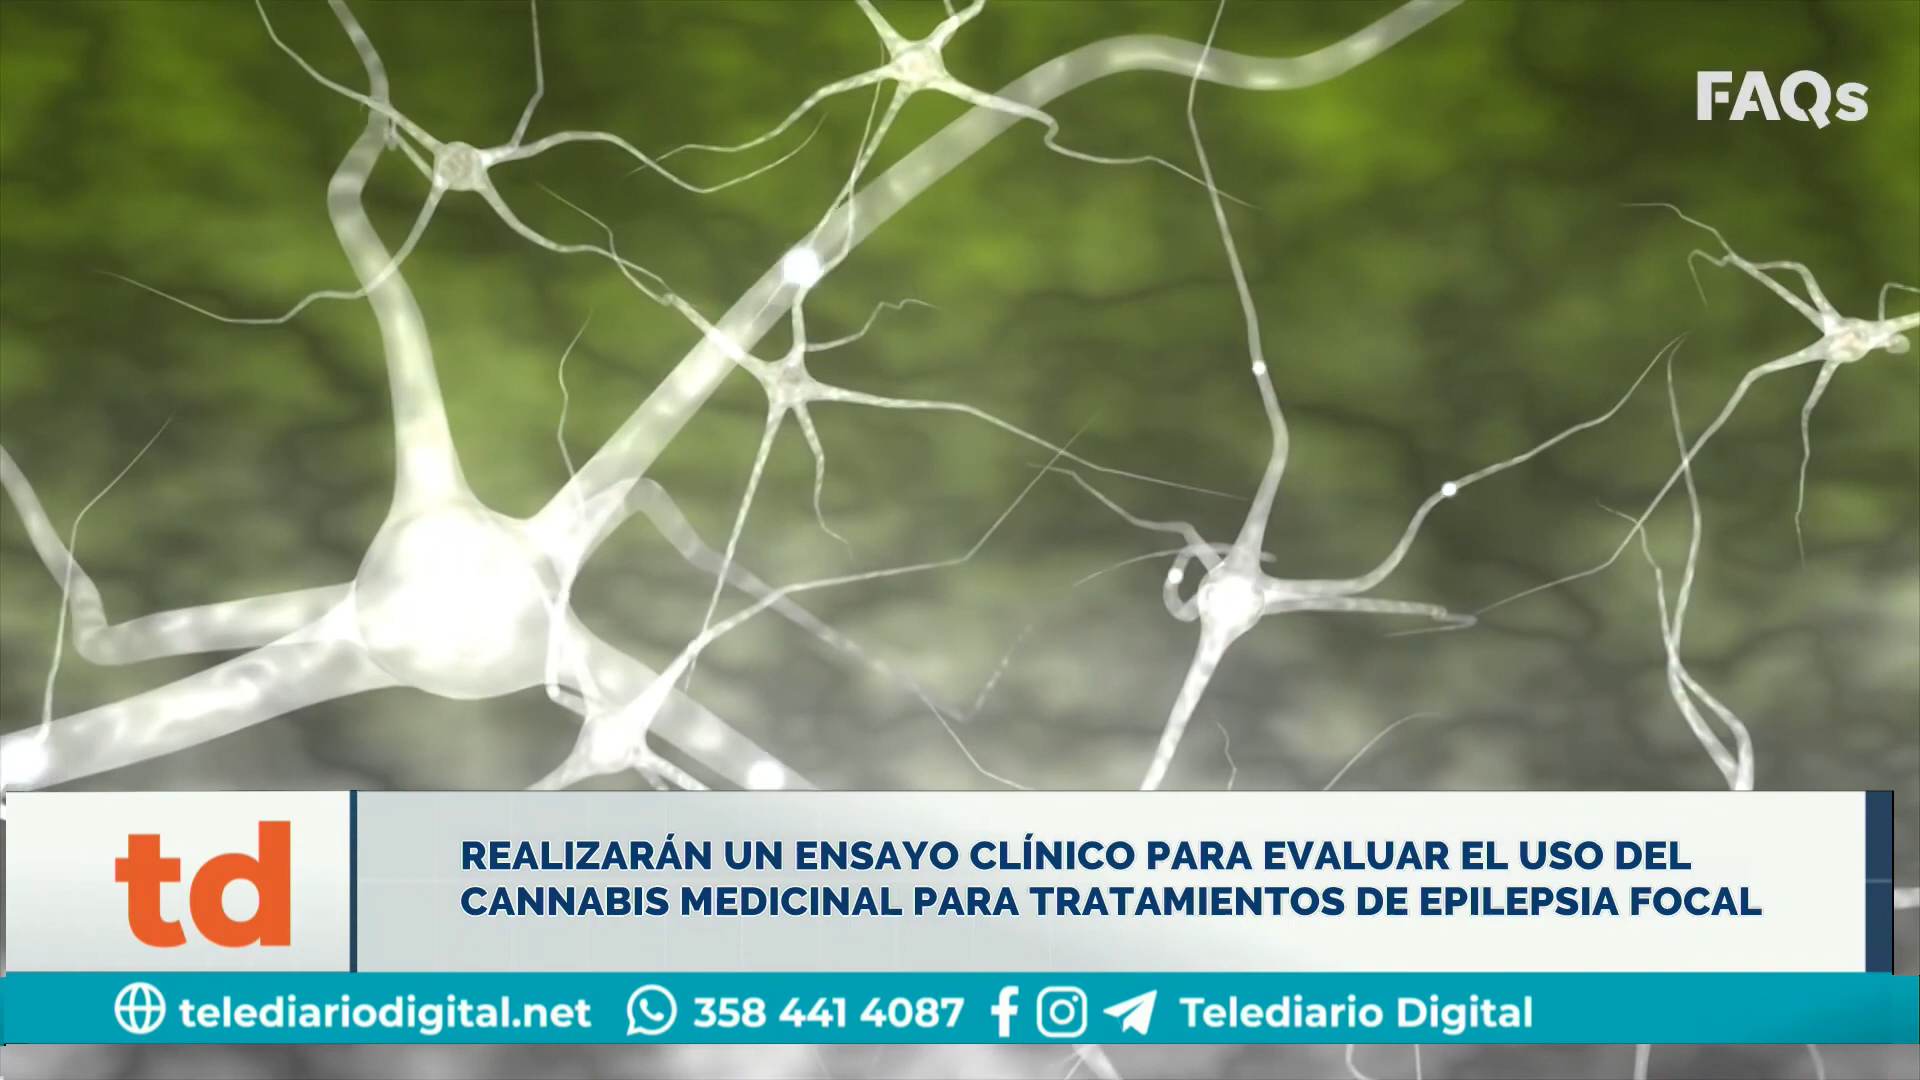 FAQs
td
REALIZARÁN UN ENSAYO CLÍNICO PARA EVALUAR EL USO DEL
CANNABIS MEDICINAL PARA TRATAMIENTOS DE EPILEPSIA FOCAL
telediariodigital.net 358 441 4087 Telediario Digital